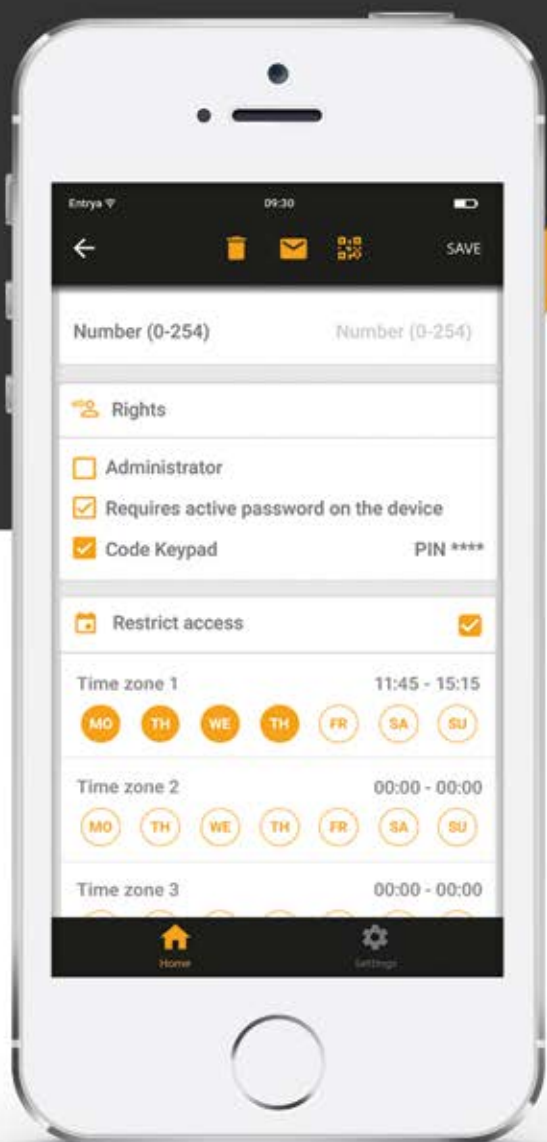 Entrya 09:30
SAVE
Number (0-254) Number (0-254)
Rights
Administrator
Requires active password on the device
Code Keypad PIN ****
Restrict access
Time zone 1 11:45 - 15:15
MO TH WE TH FR SA SU
Time zone 2 00:00 - 00:00
MO TH WE TH FR SA SU
Time zone 3 00:00 - 00:00
Home Settings